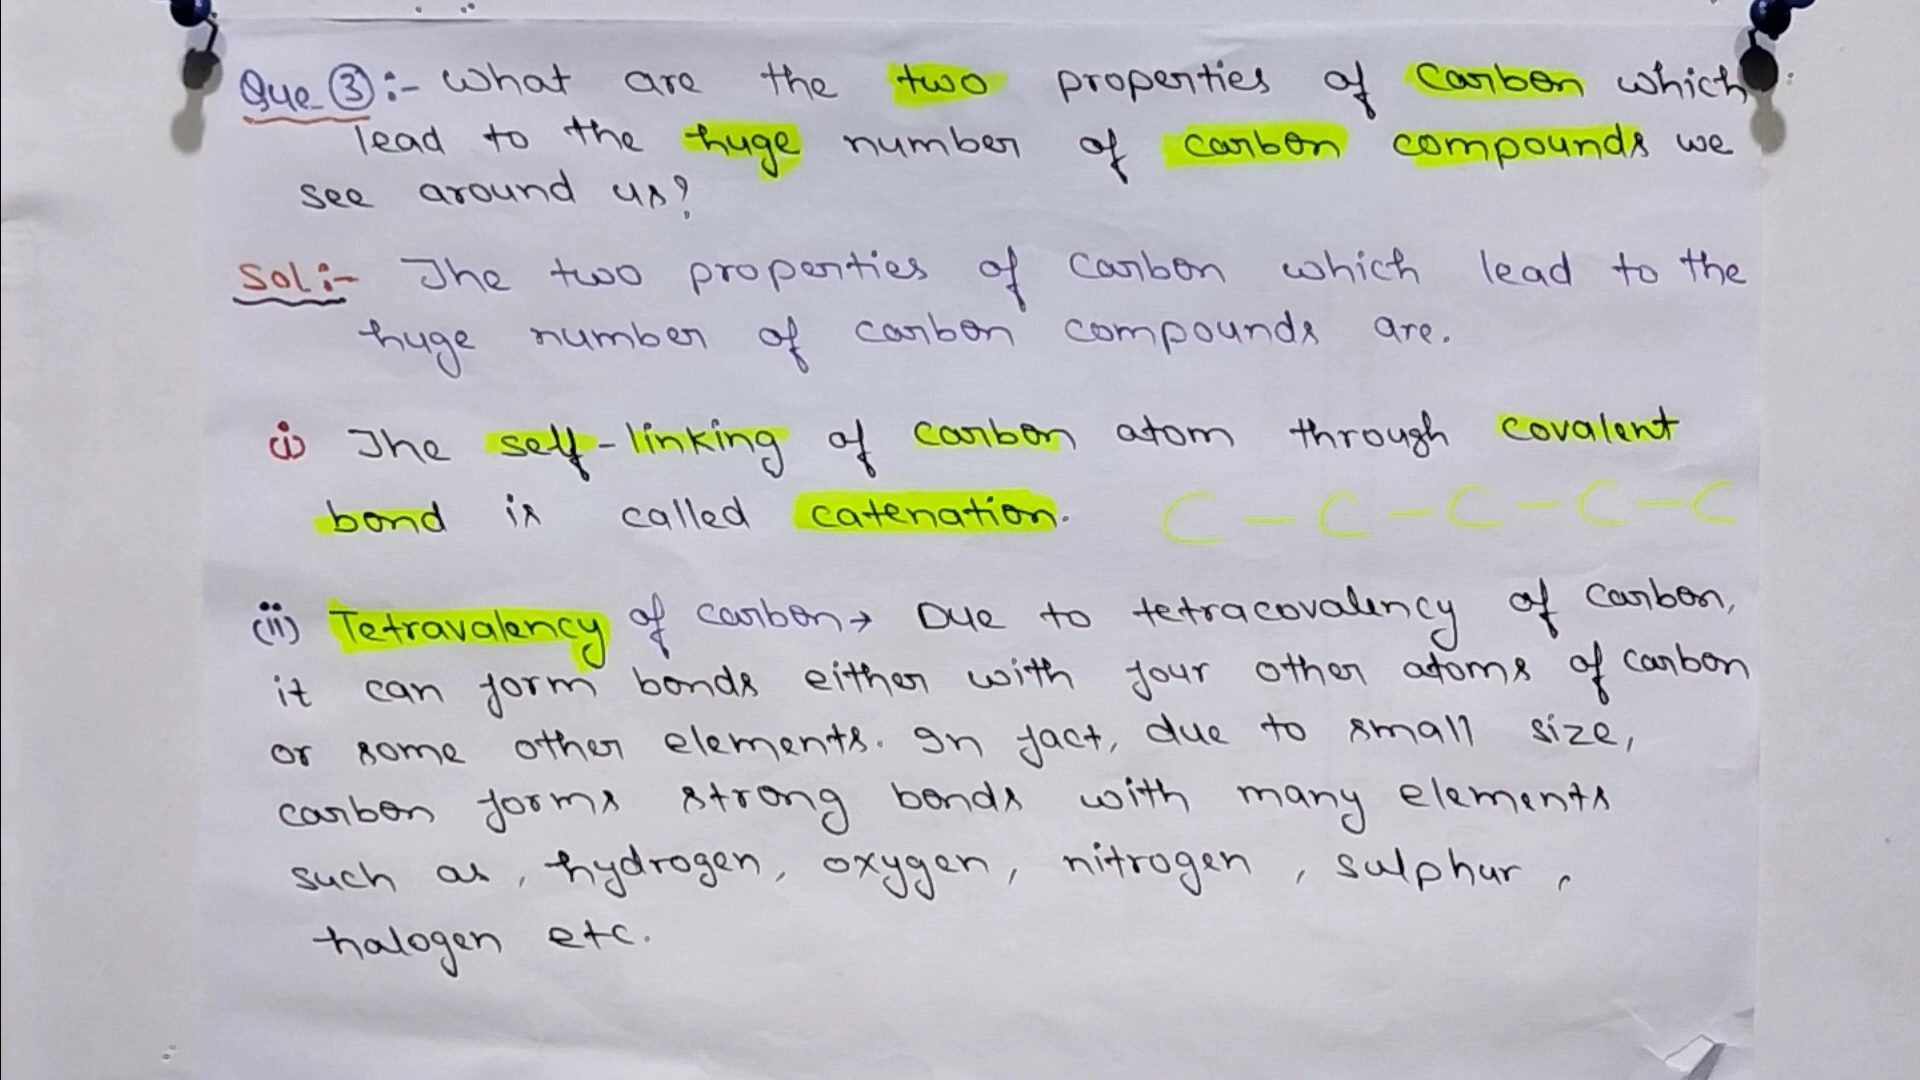 Que ③:- What are the two properties of Carbon which
lead to the huge number of carbon compounds we
see around us?
Sol:- The two properties of Carbon which lead to the
huge number of carbon compounds are.
(i) The self-linking of carbon atom through covalent
bond is called catenation. C - C - C - C - C
(ii) Tetravalency of carbon → Due to tetracovalency of Carbon,
it can form bonds either with four other atoms of carbon
or some other elements. In fact, due to small size,
carbon forms strong bonds with many elements
such as, hydrogen, oxygen, nitrogen, sulphur,
halogen etc.